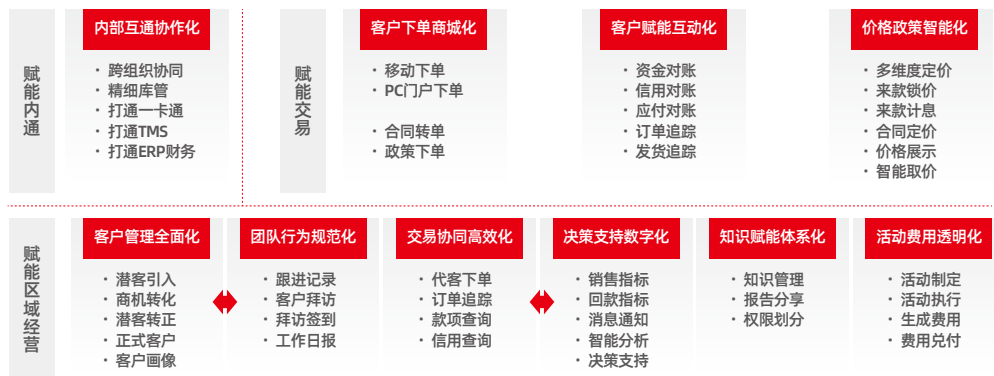 赋能内通
内部互通协作化
· 跨组织协同
· 精细库管
· 打通一卡通
· 打通TMS
· 打通ERP财务
赋能交易
客户下单商城化
· 移动下单
· PC门户下单
· 合同转单
· 政策下单
客户赋能互动化
· 资金对账
· 信用对账
· 应付对账
· 订单追踪
· 发货追踪
价格政策智能化
· 多维度定价
· 来款锁价
· 来款计息
· 合同定价
· 价格展示
· 智能取价
赋能区域经营
客户管理全面化
· 潜客引入
· 商机转化
· 潜客转正
· 正式客户
· 客户画像
团队行为规范化
· 跟进记录
· 客户拜访
· 拜访签到
· 工作日报
交易协同高效化
· 代客下单
· 订单追踪
· 款项查询
· 信用查询
决策支持数字化
· 销售指标
· 回款指标
· 消息通知
· 智能分析
· 决策支持
知识赋能体系化
· 知识管理
· 报告分享
· 权限划分
活动费用透明化
· 活动制定
· 活动执行
· 生成费用
· 费用兑付